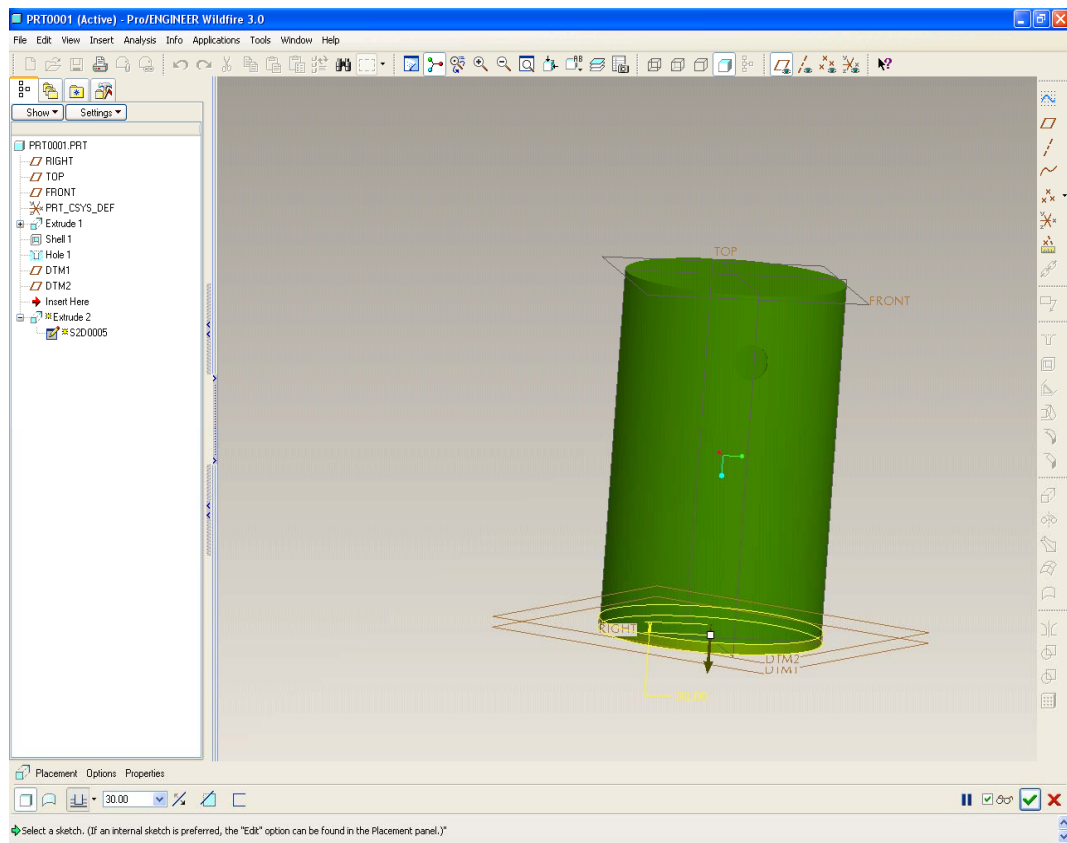 PRT0001 (Active) - Pro/ENGINEER Wildfire 3.0
File Edit View Insert Analysis Info Applications Tools Window Help
Show Settings
PRT0001.PRT
RIGHT
TOP
FRONT
PRT_CSYS_DEF
Extrude 1
Shell 1
Hole 1
DTM1
DTM2
Insert Here
Extrude 2
S2D0005
TOP
FRONT
RIGHT
DTM2
DTM1
30.00
Placement Options Properties
30.00
Select a sketch. (If an internal sketch is preferred, the "Edit" option can be found in the Placement panel.)"